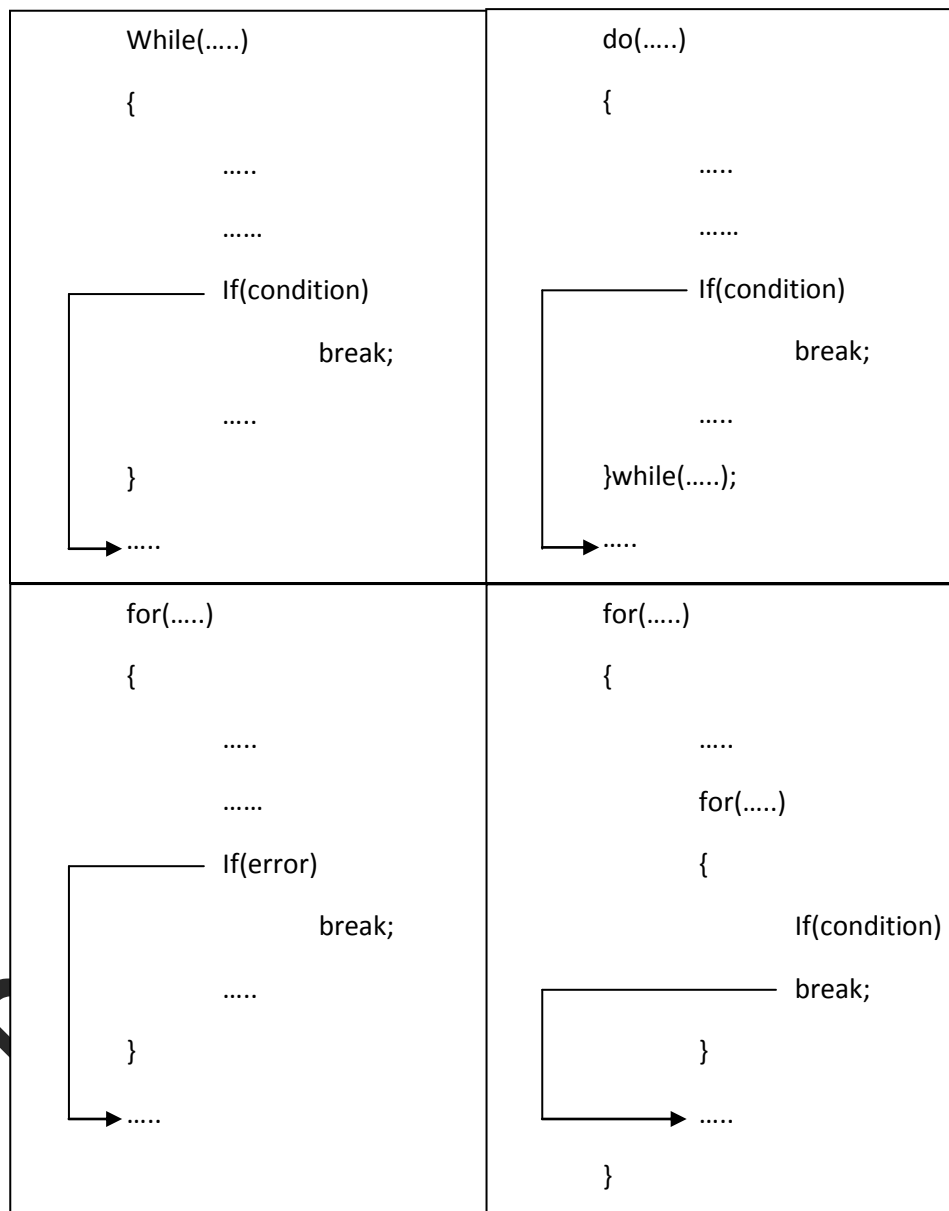 While(.....)
{
.....
......
If(condition)
break;
.....
}
.....
do(.....)
{
.....
......
If(condition)
break;
.....
}while(.....);
.....
for(.....)
{
.....
......
If(error)
break;
.....
}
.....
for(.....)
{
.....
for(.....)
{
If(condition)
break;
}
.....
}